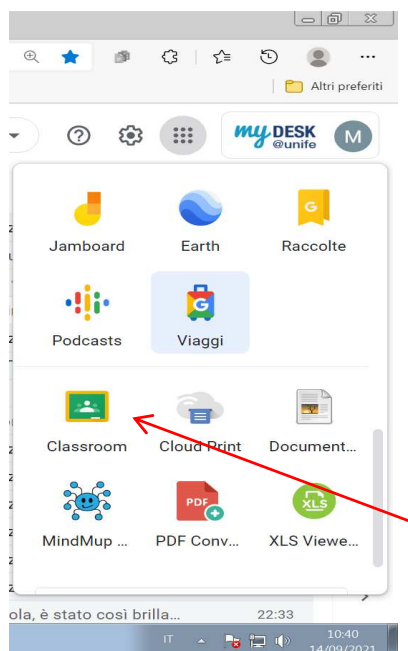 Altri preferiti
my DESK
@unife
M
Jamboard Earth Raccolte
Podcasts Viaggi
Classroom Cloud Print Document...
PDF
XLS
MindMup ... PDF Conv... XLS Viewe...
ola, è stato così brilla... 22:33
IT 10:40
14/09/2021